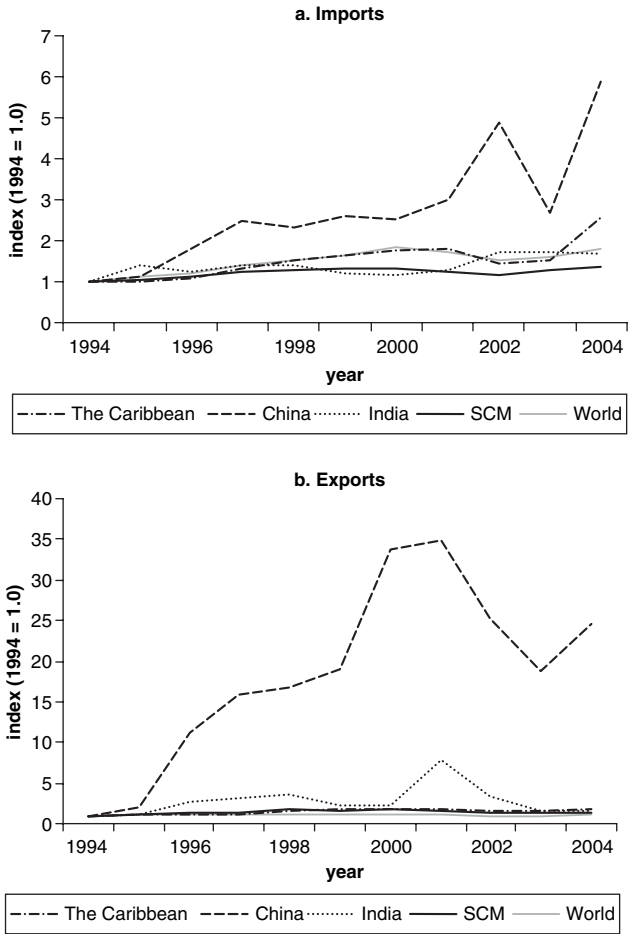 a. Imports
7
6
5
4
3
2
1
0
index (1994 = 1.0)
1994 1996 1998 2000 2002 2004
year
The Caribbean China India SCM World
b. Exports
40
35
30
25
20
15
10
5
0
index (1994 = 1.0)
1994 1996 1998 2000 2002 2004
year
The Caribbean China India SCM World